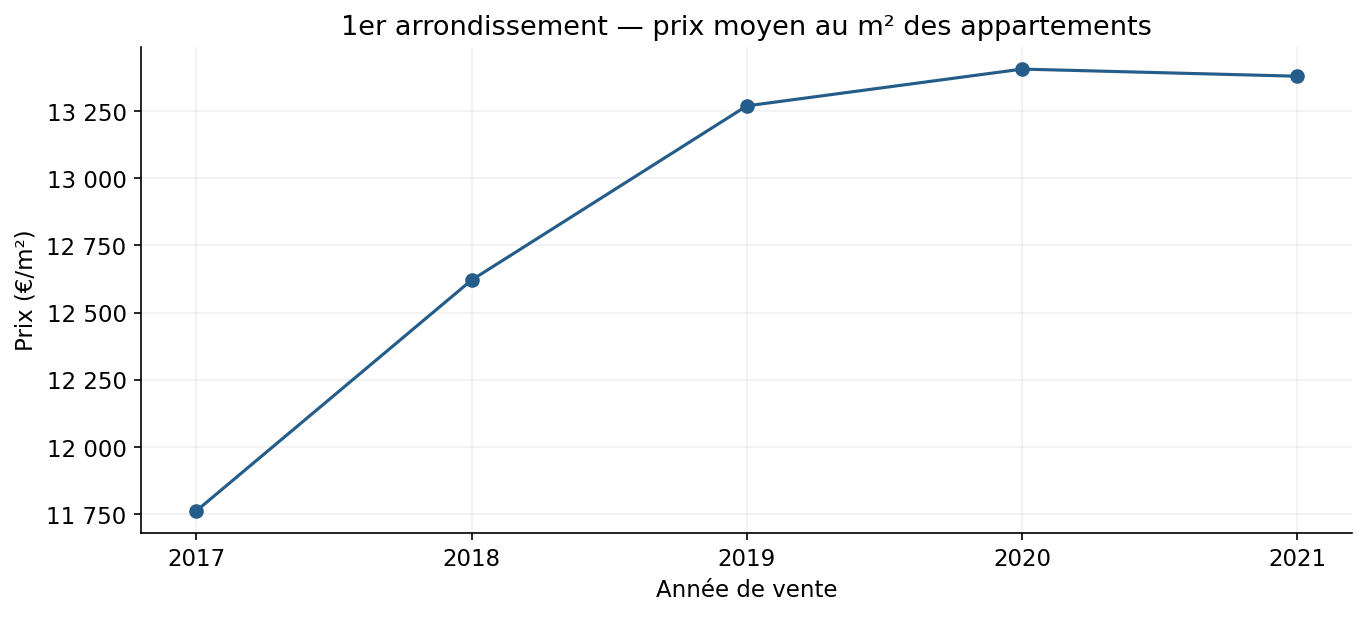 1er arrondissement — prix moyen au m² des appartements
Prix (€/m²)
13 250
13 000
12 750
12 500
12 250
12 000
11 750
2017 2018 2019 2020 2021
Année de vente